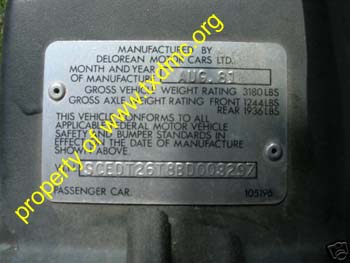 MANUFACTURED BY
DELOREAN MOTOR CARS LTD.
MONTH AND YEAR
OF MANUFACTURE AUG. 81
GROSS VEHICLE WEIGHT RATING 3180 LBS
GROSS AXLE WEIGHT RATING FRONT 1244 LBS
REAR 1936 LBS
THIS VEHICLE CONFORMS TO ALL
APPLICABLE FEDERAL MOTOR VEHICLE
SAFETY AND BUMPER STANDARDS IN
EFFECT ON THE DATE OF MANUFACTURE
SHOWN ABOVE.
PASSENGER CAR. 105196
property of www.txdmc.org